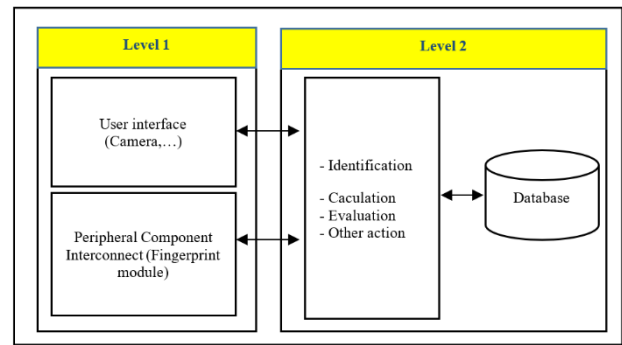 Level 1
User interface
(Camera,…)
Peripheral Component
Interconnect (Fingerprint
module)
Level 2
- Identification
- Caculation
- Evaluation
- Other action
Database